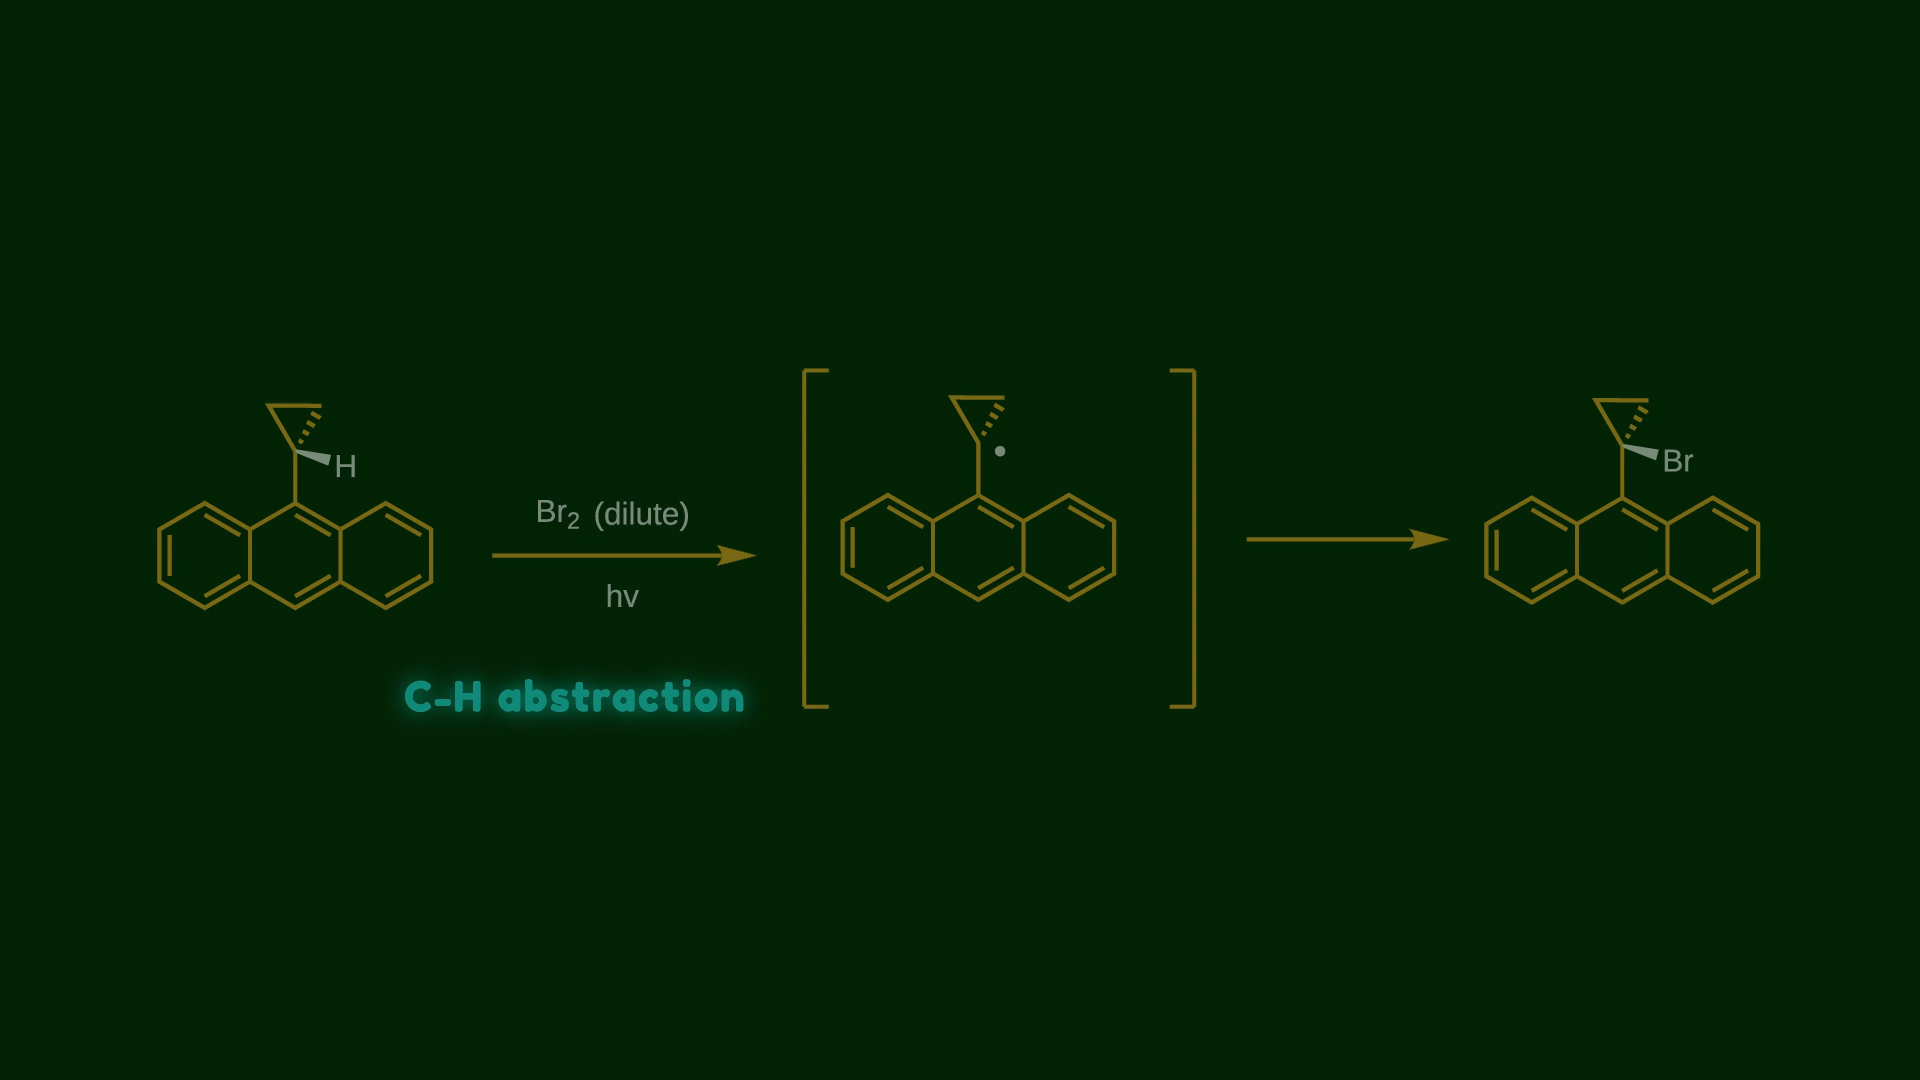 H
Br2 (dilute)
hv
C-H abstraction
Br